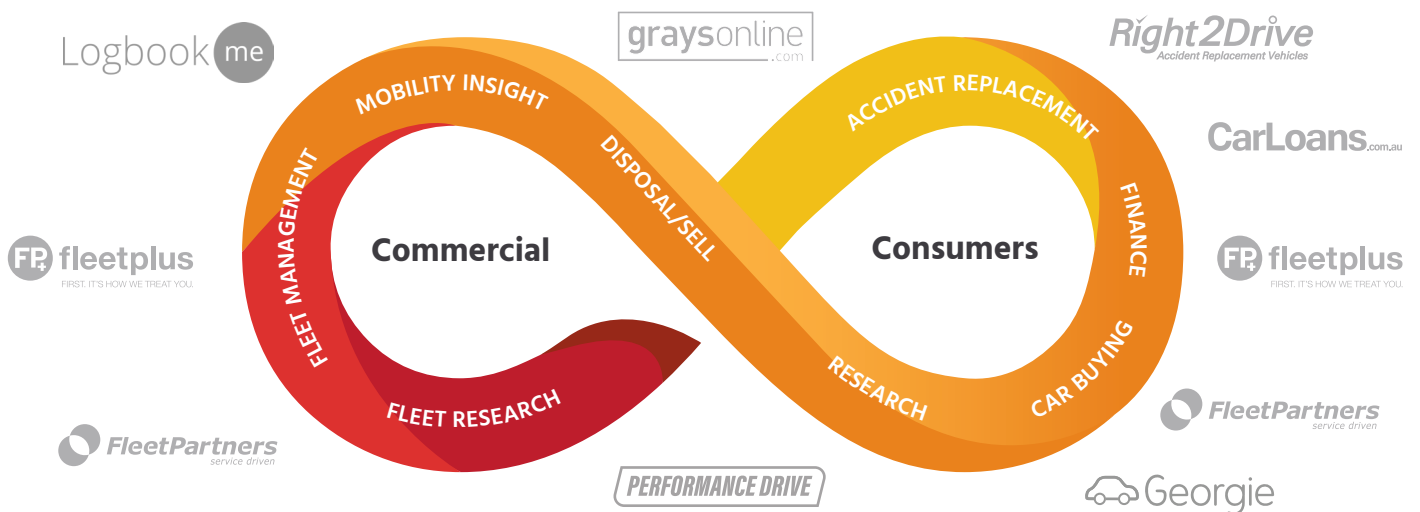 Logbook me
graysonline
.com
Right2Drive
Accident Replacement Vehicles
MOBILITY INSIGHT
ACCIDENT REPLACEMENT
CarLoans.com.au
DISPOSAL/SELL
FLEET MANAGEMENT
FINANCE
Commercial
Consumers
FP+ fleetplus
FIRST. IT'S HOW WE TREAT YOU.
FP+ fleetplus
FIRST. IT'S HOW WE TREAT YOU.
FLEET RESEARCH
RESEARCH
CAR BUYING
FleetPartners
service driven
FleetPartners
service driven
PERFORMANCE DRIVE
Georgie